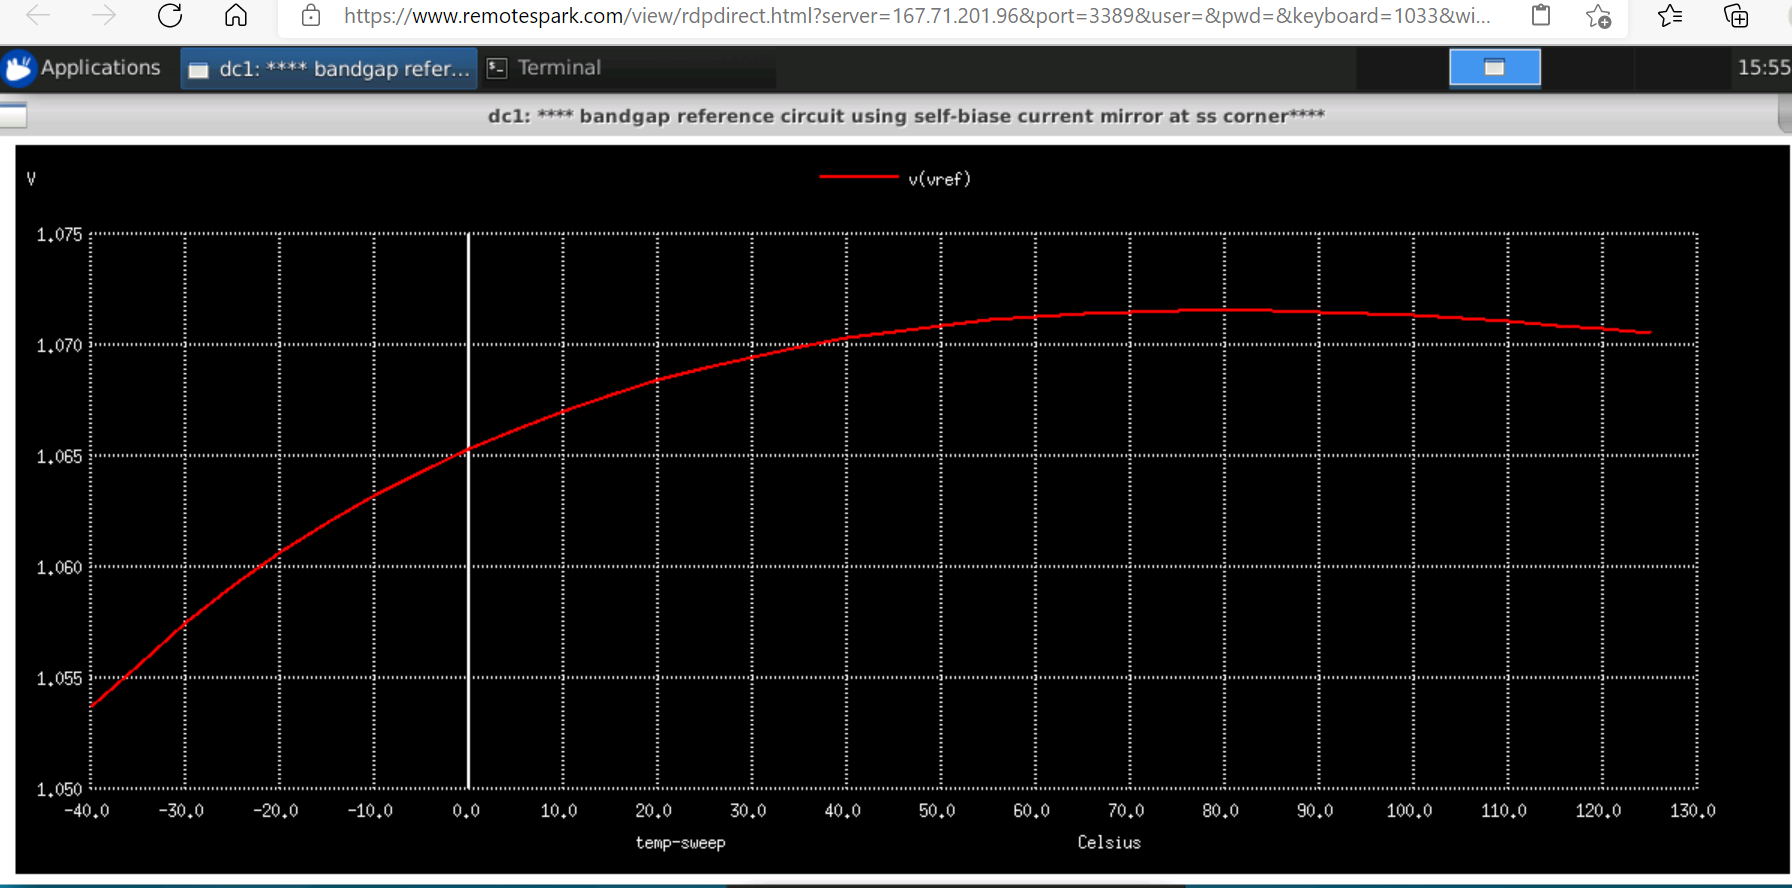 https://www.remotespark.com/view/rdpdirect.html?server=167.71.201.96&port=3389&user=&pwd=&keyboard=1033&wi...
Applications
dc1: **** bandgap refer...
Terminal
15:55
dc1: **** bandgap reference circuit using self-biase current mirror at ss corner****
V
v(vref)
1.075
1.070
1.065
1.060
1.055
1.050
-40.0 -30.0 -20.0 -10.0 0.0 10.0 20.0 30.0 40.0 50.0 60.0 70.0 80.0 90.0 100.0 110.0 120.0 130.0
temp-sweep Celsius